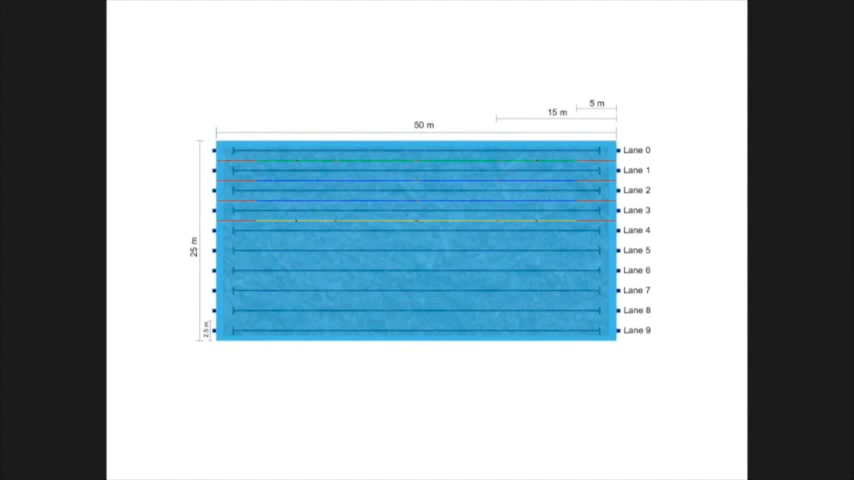 5 m
15 m
50 m
Lane 0
Lane 1
Lane 2
Lane 3
Lane 4
25 m
Lane 5
Lane 6
Lane 7
Lane 8
2,5 m
Lane 9